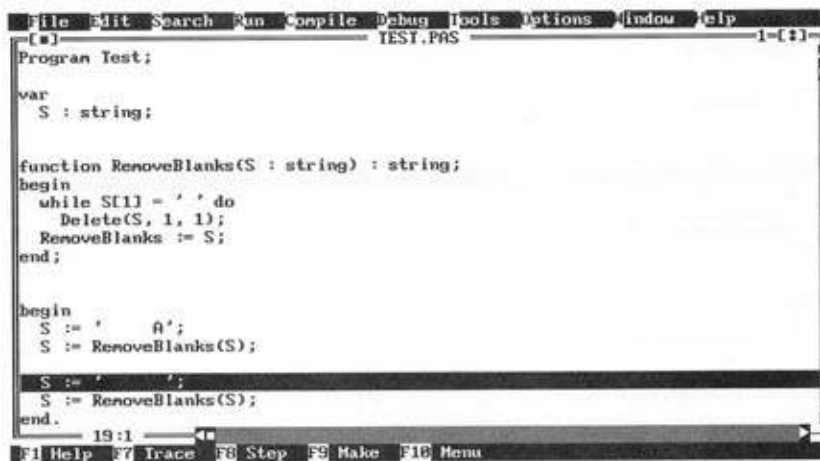 File Edit Search Run Compile Debug Tools Options Window Help
[■] TEST.PAS 1=[↕]
Program Test;
var
S : string;
function RemoveBlanks(S : string) : string;
begin
while S[1] = ' ' do
Delete(S, 1, 1);
RemoveBlanks := S;
end;
begin
S := '     A';
S := RemoveBlanks(S);
S := '      ';
S := RemoveBlanks(S);
end.
19:1
F1 Help F7 Trace F8 Step F9 Make F10 Menu